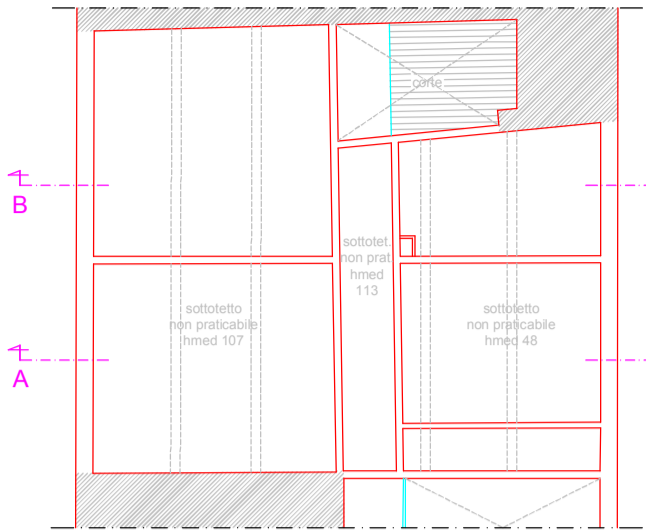 corte
B
sottotet.
non prat.
hmed
113
sottotetto
non praticabile
hmed 107
sottotetto
non praticabile
hmed 48
A